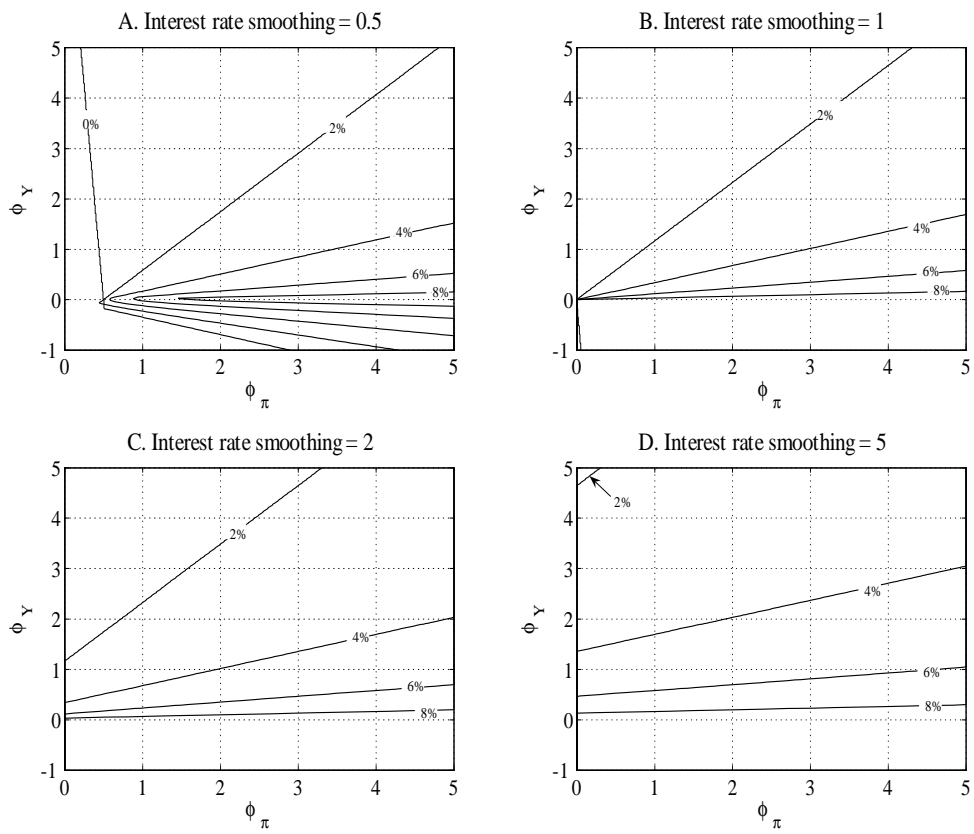 A. Interest rate smoothing = 0.5
5
4
3
2
1
0
-1
ϕ Y
0%
2%
4%
6%
8%
0 1 2 3 4 5
ϕ π
B. Interest rate smoothing = 1
5
4
3
2
1
0
-1
ϕ Y
2%
4%
6%
8%
0 1 2 3 4 5
ϕ π
C. Interest rate smoothing = 2
5
4
3
2
1
0
-1
ϕ Y
2%
4%
6%
8%
0 1 2 3 4 5
ϕ π
D. Interest rate smoothing = 5
5
4
3
2
1
0
-1
ϕ Y
2%
4%
6%
8%
0 1 2 3 4 5
ϕ π